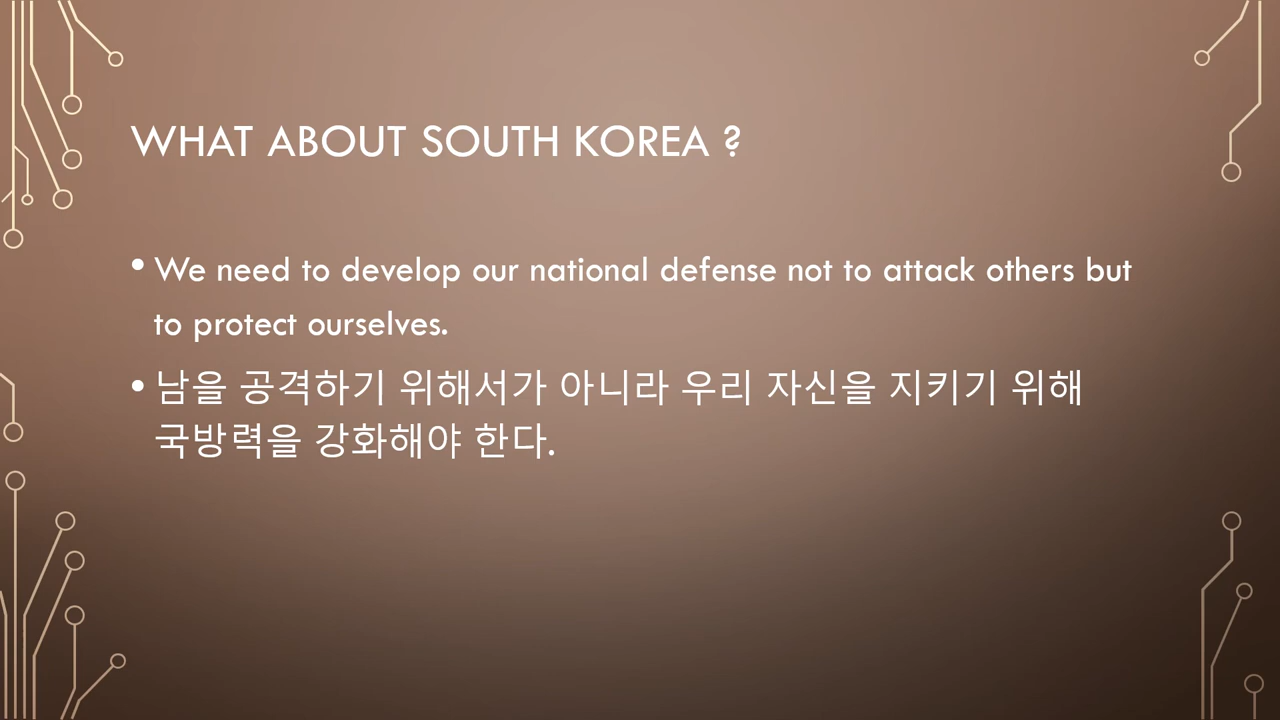 WHAT ABOUT SOUTH KOREA ?
• We need to develop our national defense not to attack others but
to protect ourselves.
• 남을 공격하기 위해서가 아니라 우리 자신을 지키기 위해
국방력을 강화해야 한다.